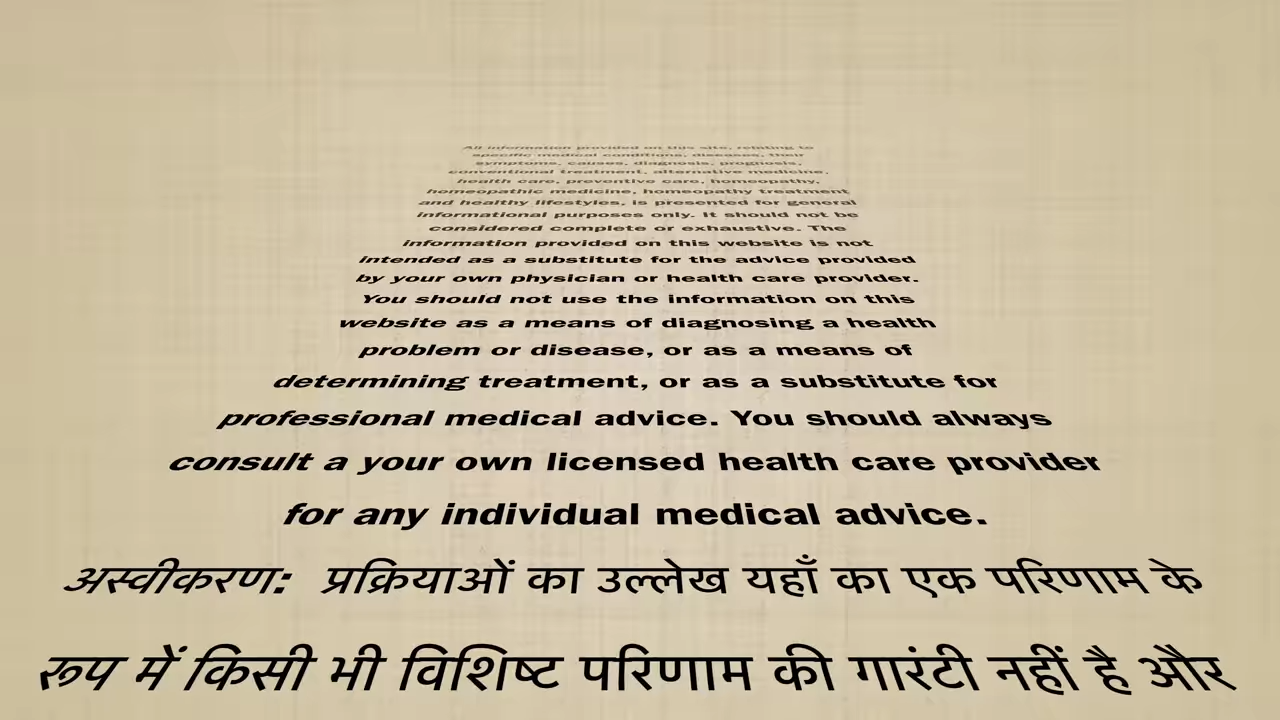 All information provided on this site, relating to
specific medical conditions, diseases, their
symptoms, causes, diagnosis, prognosis,
conventional treatment, alternative medicine,
health care, preventive care, homeopathy,
homeopathic medicine, homeopathy treatment
and healthy lifestyles, is presented for general
informational purposes only. It should not be
considered complete or exhaustive. The
information provided on this website is not
intended as a substitute for the advice provided
by your own physician or health care provider.
You should not use the information on this
website as a means of diagnosing a health
problem or disease, or as a means of
determining treatment, or as a substitute for
professional medical advice. You should always
consult a your own licensed health care provider
for any individual medical advice.
अस्वीकरण: प्रक्रियाओं का उल्लेख यहाँ का एक परिणाम के
रूप में किसी भी विशिष्ट परिणाम की गारंटी नहीं है और